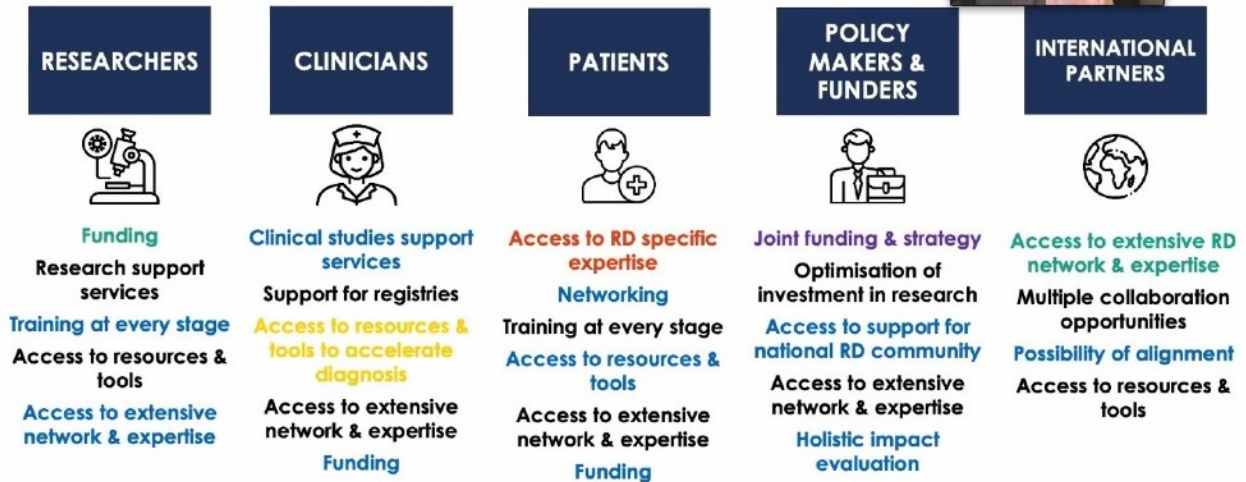 RESEARCHERS
Funding
Research support
services
Training at every stage
Access to resources &
tools
Access to extensive
network & expertise
CLINICIANS
Clinical studies support
services
Support for registries
Access to resources &
tools to accelerate
diagnosis
Access to extensive
network & expertise
Funding
PATIENTS
Access to RD specific
expertise
Networking
Training at every stage
Access to resources &
tools
Access to extensive
network & expertise
Funding
POLICY
MAKERS &
FUNDERS
Joint funding & strategy
Optimisation of
investment in research
Access to support for
national RD community
Access to extensive
network & expertise
Holistic impact
evaluation
INTERNATIONAL
PARTNERS
Access to extensive RD
network & expertise
Multiple collaboration
opportunities
Possibility of alignment
Access to resources &
tools